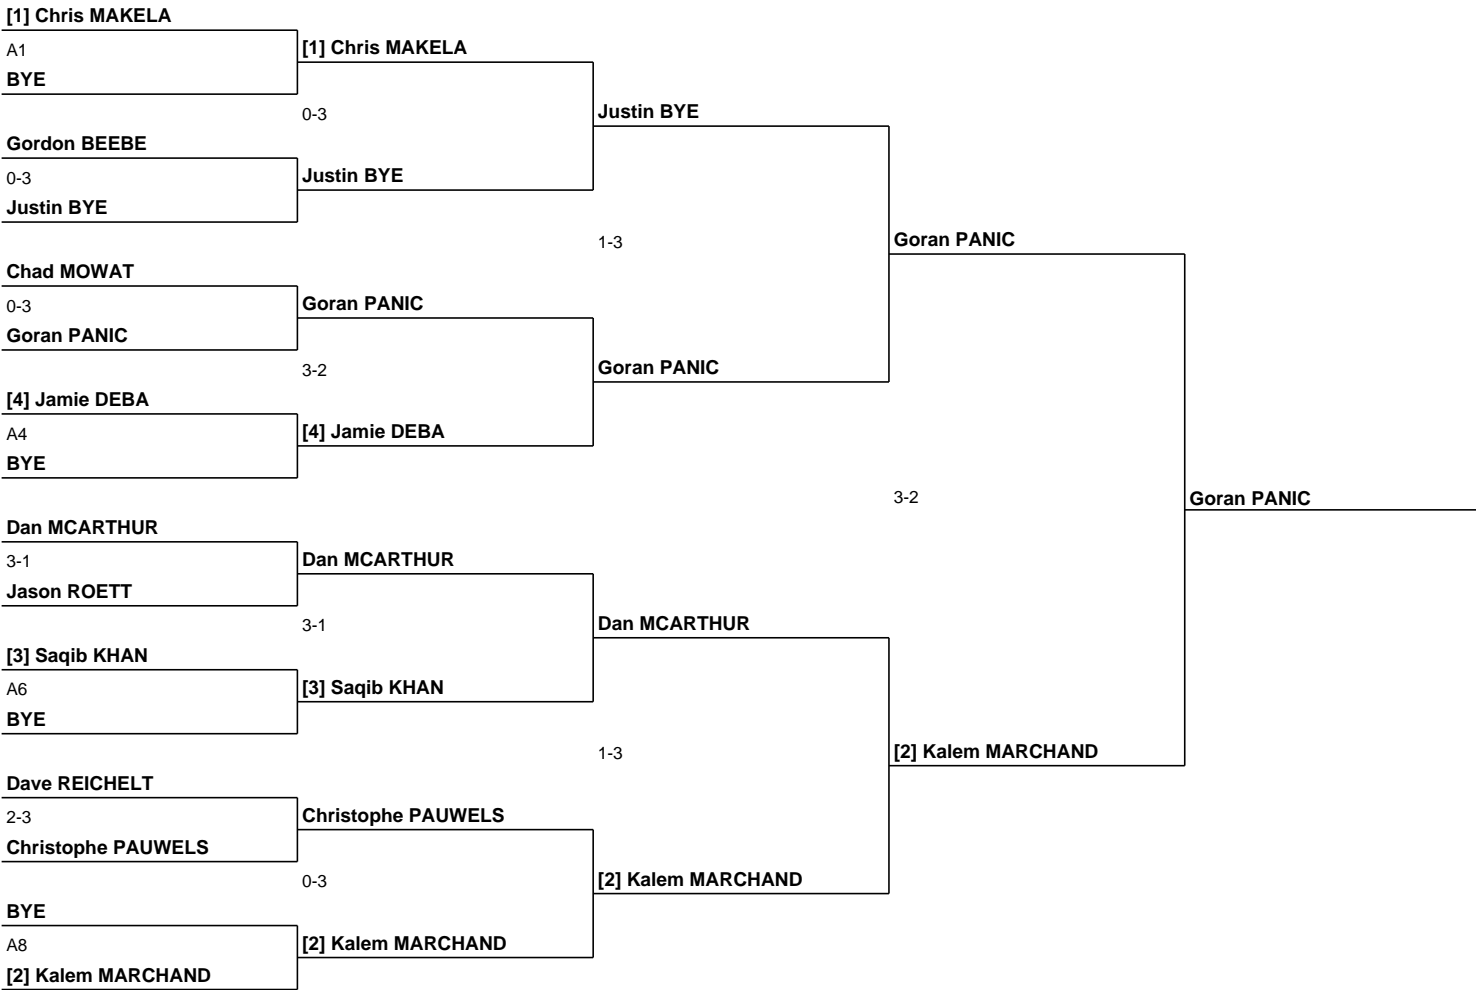 [1] Chris MAKELA
A1
BYE
[1] Chris MAKELA
0-3
Gordon BEEBE
0-3
Justin BYE
Justin BYE
Justin BYE
1-3
Chad MOWAT
0-3
Goran PANIC
Goran PANIC
3-2
[4] Jamie DEBA
A4
BYE
[4] Jamie DEBA
Goran PANIC
Goran PANIC
3-2
Goran PANIC
Dan MCARTHUR
3-1
Jason ROETT
Dan MCARTHUR
3-1
[3] Saqib KHAN
A6
BYE
[3] Saqib KHAN
Dan MCARTHUR
1-3
Dave REICHELT
2-3
Christophe PAUWELS
Christophe PAUWELS
0-3
BYE
A8
[2] Kalem MARCHAND
[2] Kalem MARCHAND
[2] Kalem MARCHAND
[2] Kalem MARCHAND